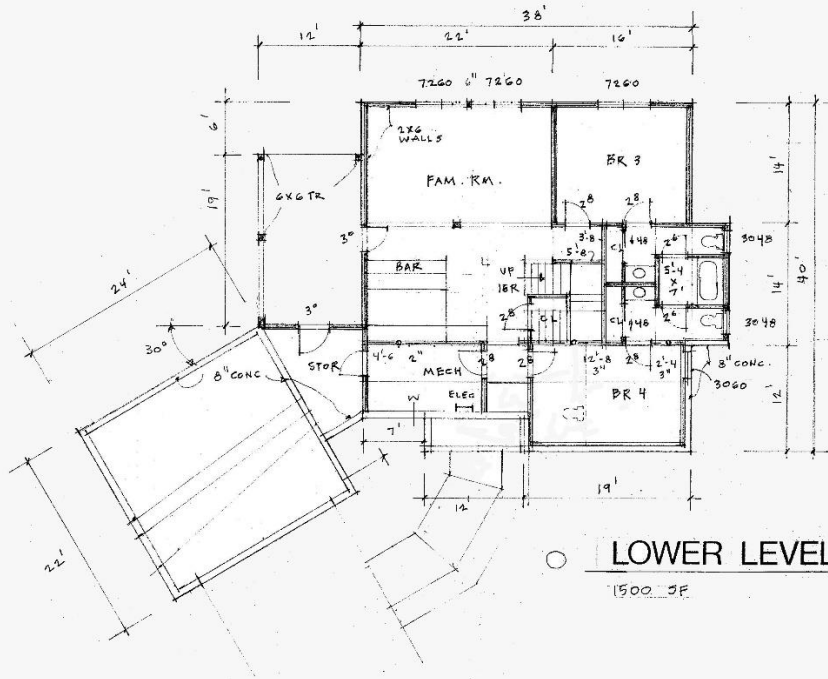 38'
12'
22'
16'
7260 6" 7260
7260
6'
2X6
WALLS
BR 3
14'
FAM. RM.
6X6 TR
19'
2⁸
2⁸
3'-8
3⁰
CL
48
2⁶
3048
5'-8
24'
BAR
UP
5'-4
X
7'
14'
40'
2⁸
3⁰
CL
CL
48
2⁶
3048
30°
STOR
4'-6
2"
2⁸
2⁸
12'-8
3"
2⁸
2'-4
3"
8" CONC.
8" CONC
MECH
3060
BR 4
ELEC
W
12'
7'
22'
12'
19'
LOWER LEVEL
1500 SF